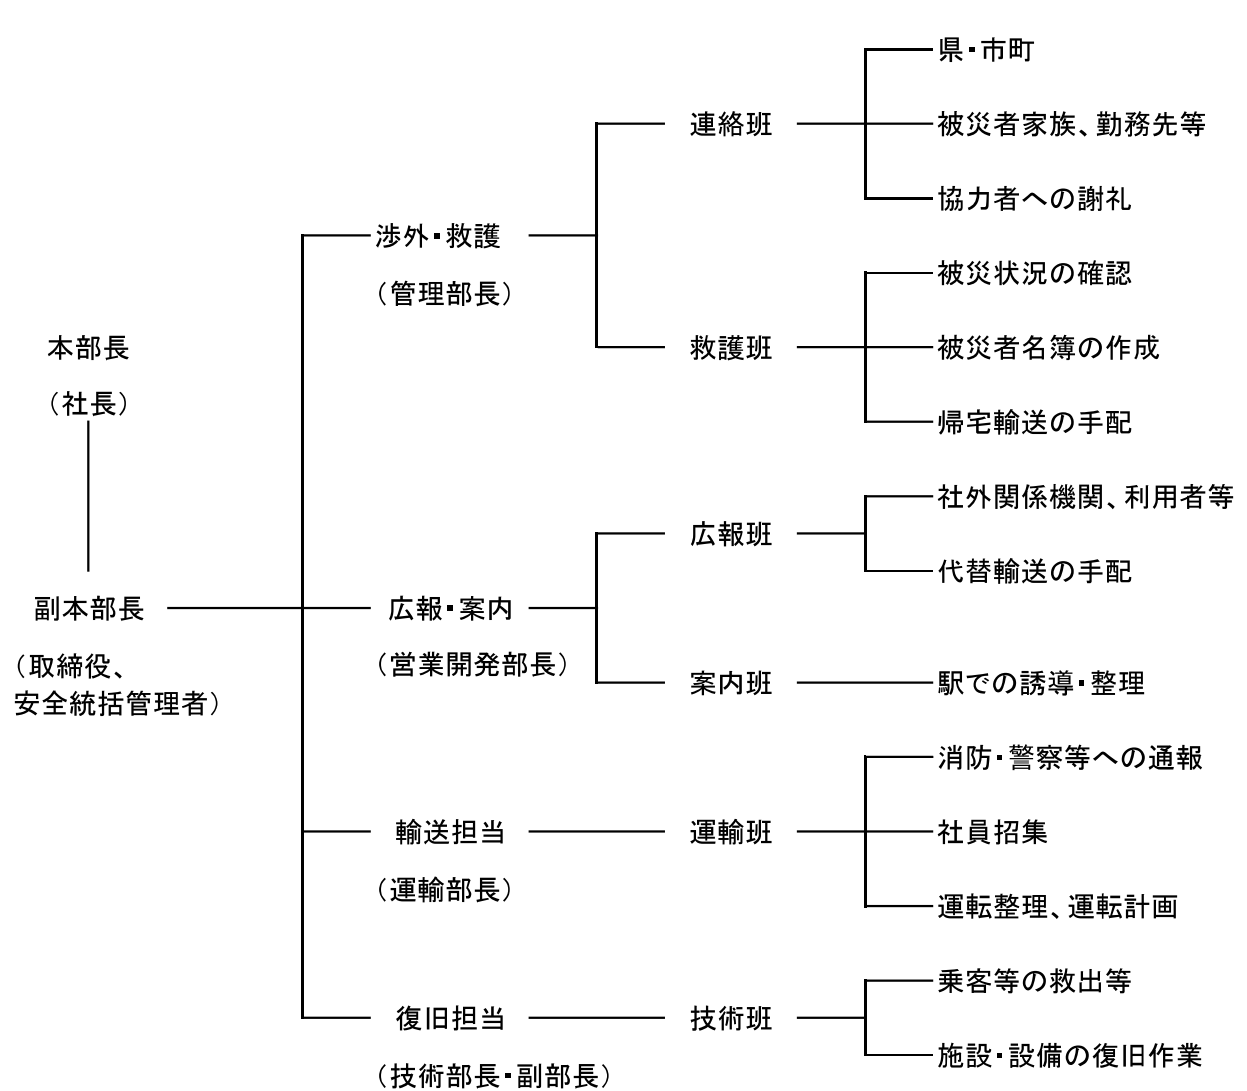 本部長
（社長）
副本部長
（取締役、
安全統括管理者）
渉外・救護
（管理部長）
連絡班
県・市町
被災者家族、勤務先等
協力者への謝礼
救護班
被災状況の確認
被災者名簿の作成
帰宅輸送の手配
広報・案内
（営業開発部長）
広報班
社外関係機関、利用者等
代替輸送の手配
案内班
駅での誘導・整理
輸送担当
（運輸部長）
運輸班
消防・警察等への通報
社員招集
運転整理、運転計画
復旧担当
（技術部長・副部長）
技術班
乗客等の救出等
施設・設備の復旧作業